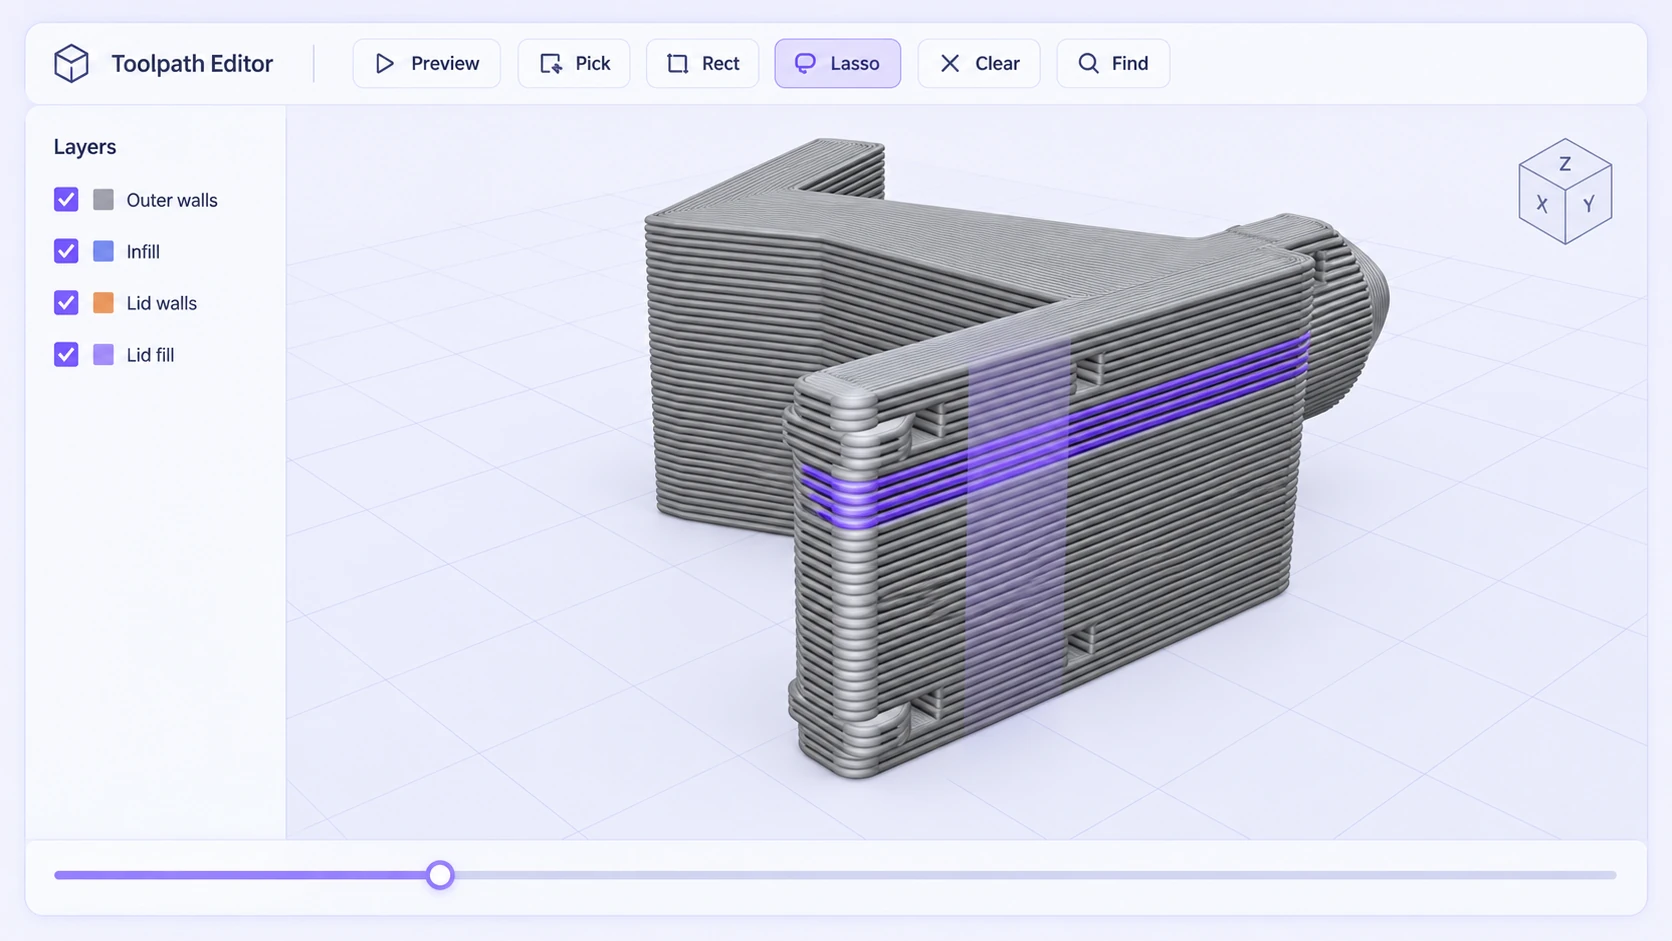 Toolpath Editor
Preview
Pick
Rect
Lasso
Clear
Find
Layers
Outer walls
Infill
Lid walls
Lid fill
Z
X
Y